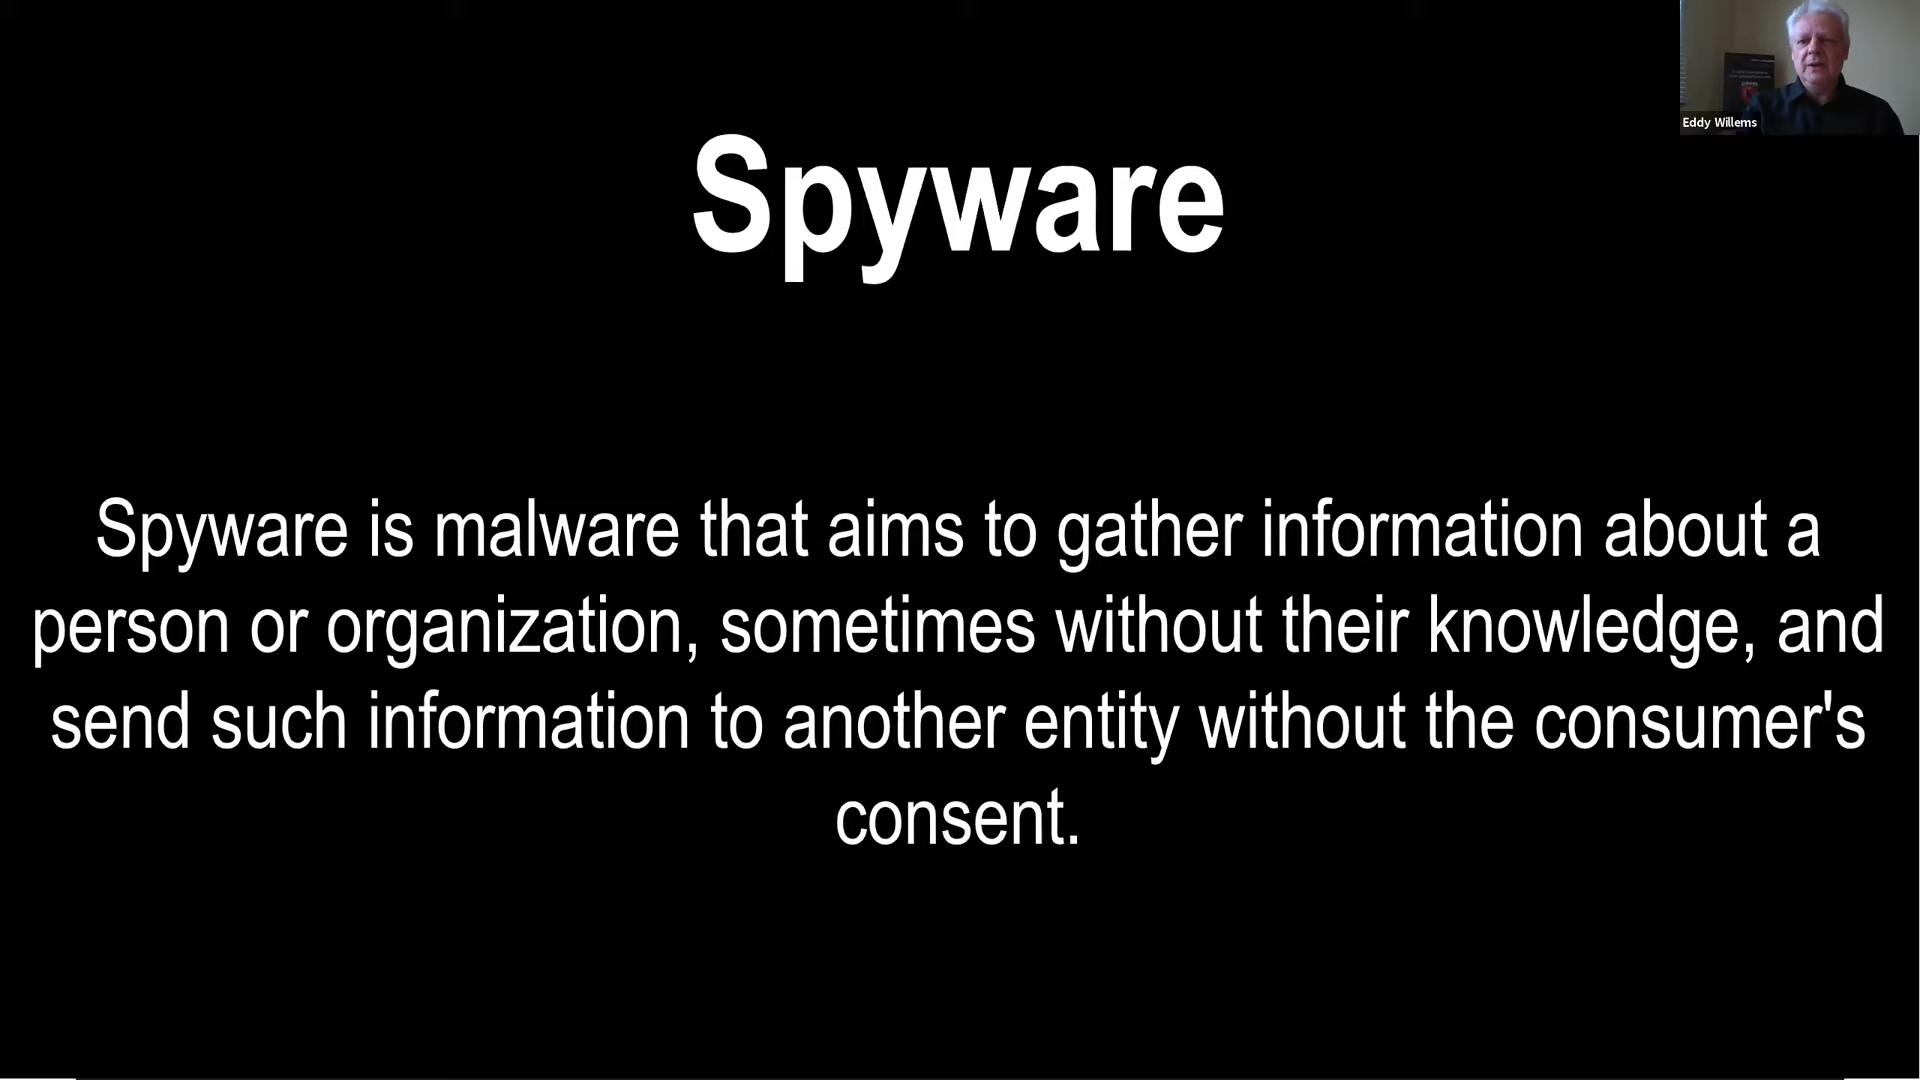 Eddy Willems
Spyware
Spyware is malware that aims to gather information about a
person or organization, sometimes without their knowledge, and
send such information to another entity without the consumer's
consent.